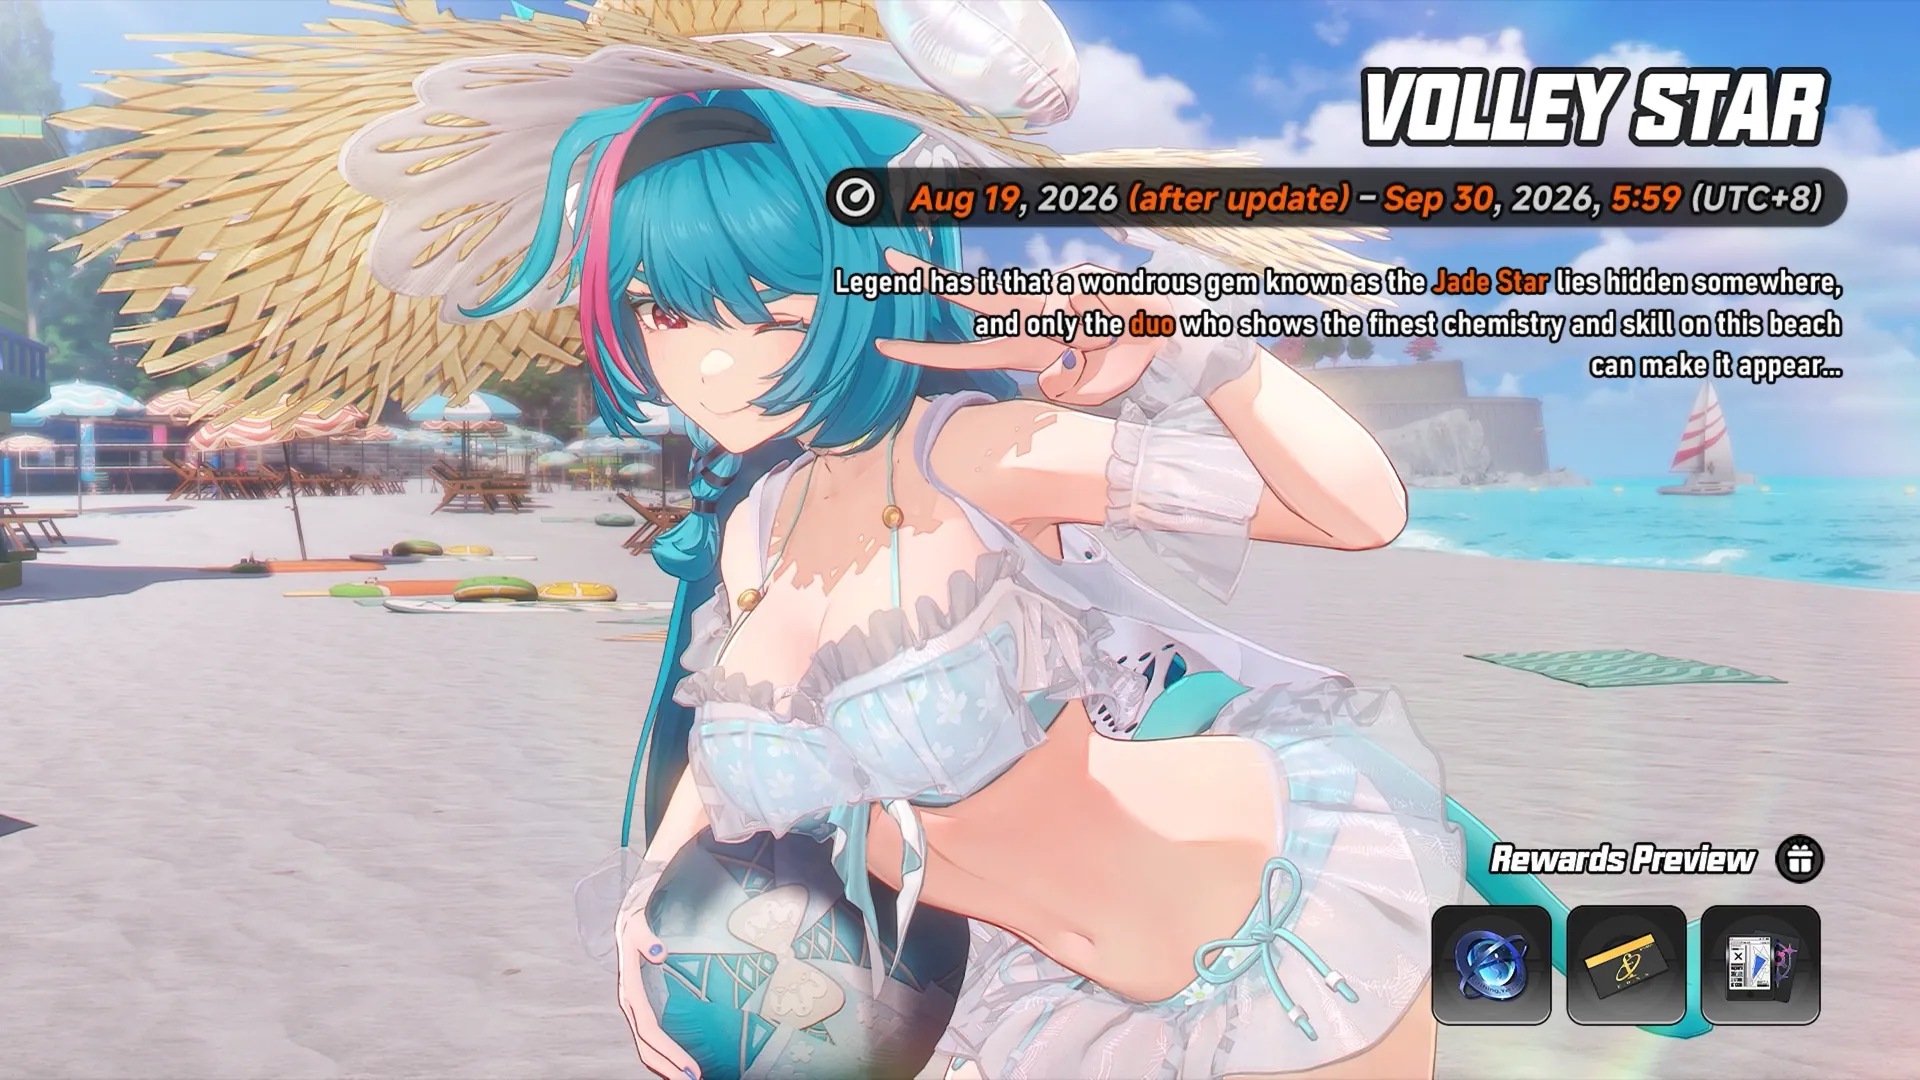 VOLLEY STAR
Aug 19, 2026 (after update) – Sep 30, 2026, 5:59 (UTC+8)
Legend has it that a wondrous gem known as the Jade Star lies hidden somewhere,
and only the duo who shows the finest chemistry and skill on this beach
can make it appear...
Rewards Preview